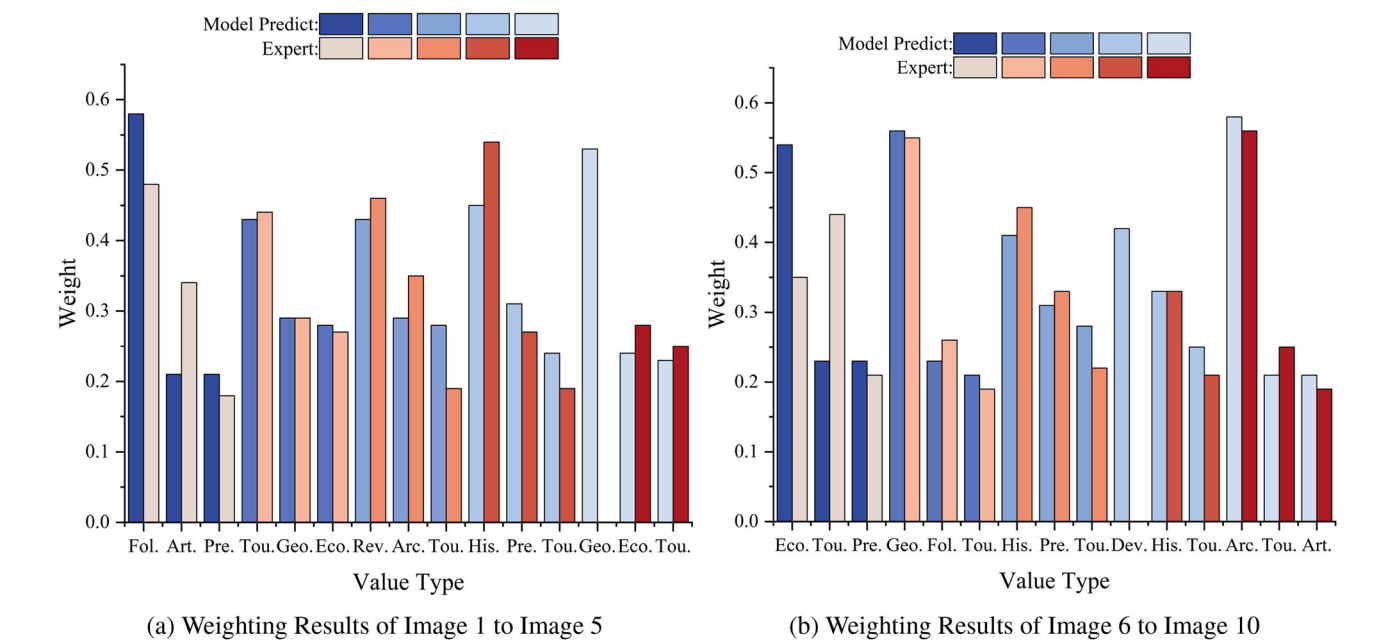 Model Predict:
Expert:
Weight
0.6
0.5
0.4
0.3
0.2
0.1
0.0
Fol. Art. Pre. Tou. Geo. Eco. Rev. Arc. Tou. His. Pre. Tou. Geo. Eco. Tou.
Value Type
(a) Weighting Results of Image 1 to Image 5
Model Predict:
Expert:
Weight
0.6
0.5
0.4
0.3
0.2
0.1
0.0
Eco. Tou. Pre. Geo. Fol. Tou. His. Pre. Tou. Dev. His. Tou. Arc. Tou. Art.
Value Type
(b) Weighting Results of Image 6 to Image 10